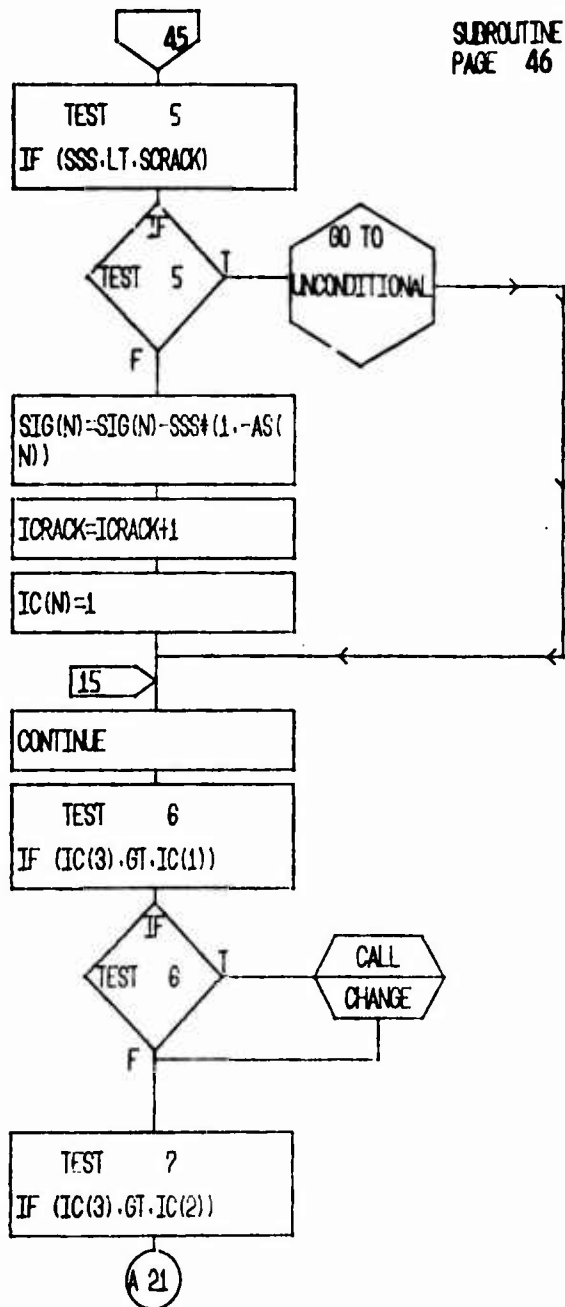 45
SUBROUTINE
PAGE 46
TEST 5
IF (SSS.LT.SCRACK)
IF
TEST 5
T
F
GO TO
UNCONDITIONAL
SIG(N)=SIG(N)-SSS*(1.-AS(
N))
ICRACK=ICRACK+1
IC(N)=1
15
CONTINUE
TEST 6
IF (IC(3).GT.IC(1))
IF
TEST 6
T
F
CALL
CHANGE
TEST 7
IF (IC(3).GT.IC(2))
A 21